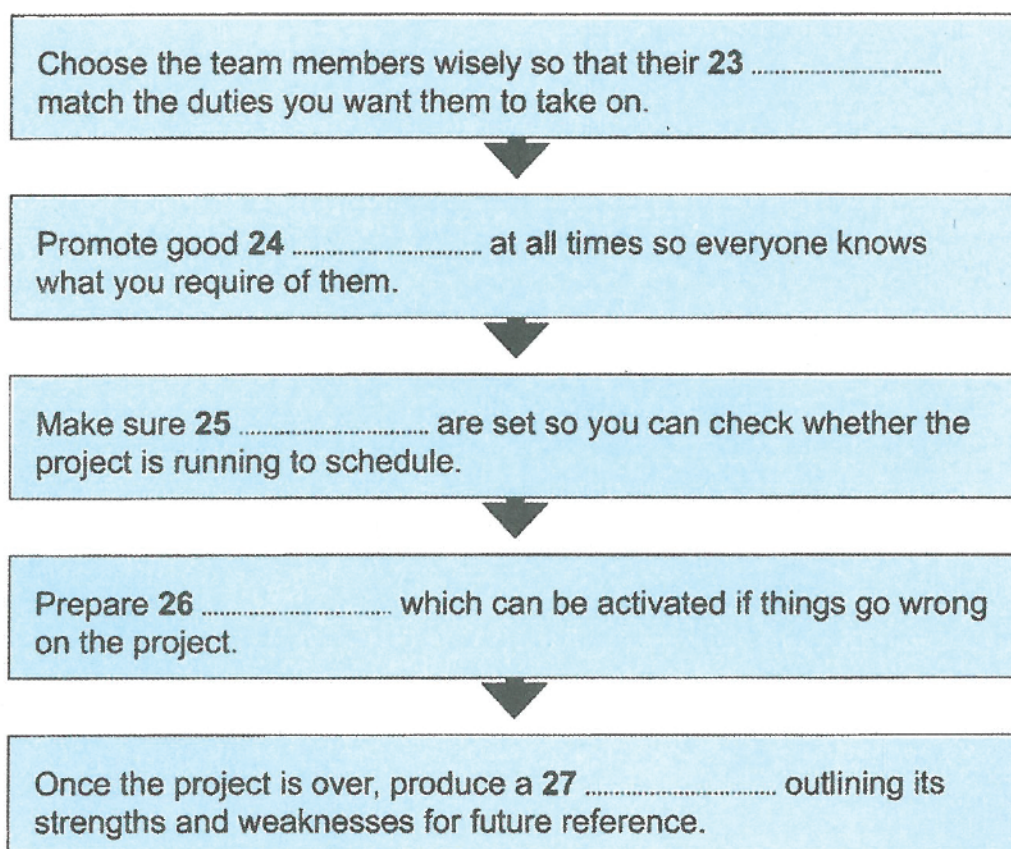 Choose the team members wisely so that their 23 ..............................
match the duties you want them to take on.
Promote good 24 .............................. at all times so everyone knows
what you require of them.
Make sure 25 .............................. are set so you can check whether the
project is running to schedule.
Prepare 26 .............................. which can be activated if things go wrong
on the project.
Once the project is over, produce a 27 .............................. outlining its
strengths and weaknesses for future reference.